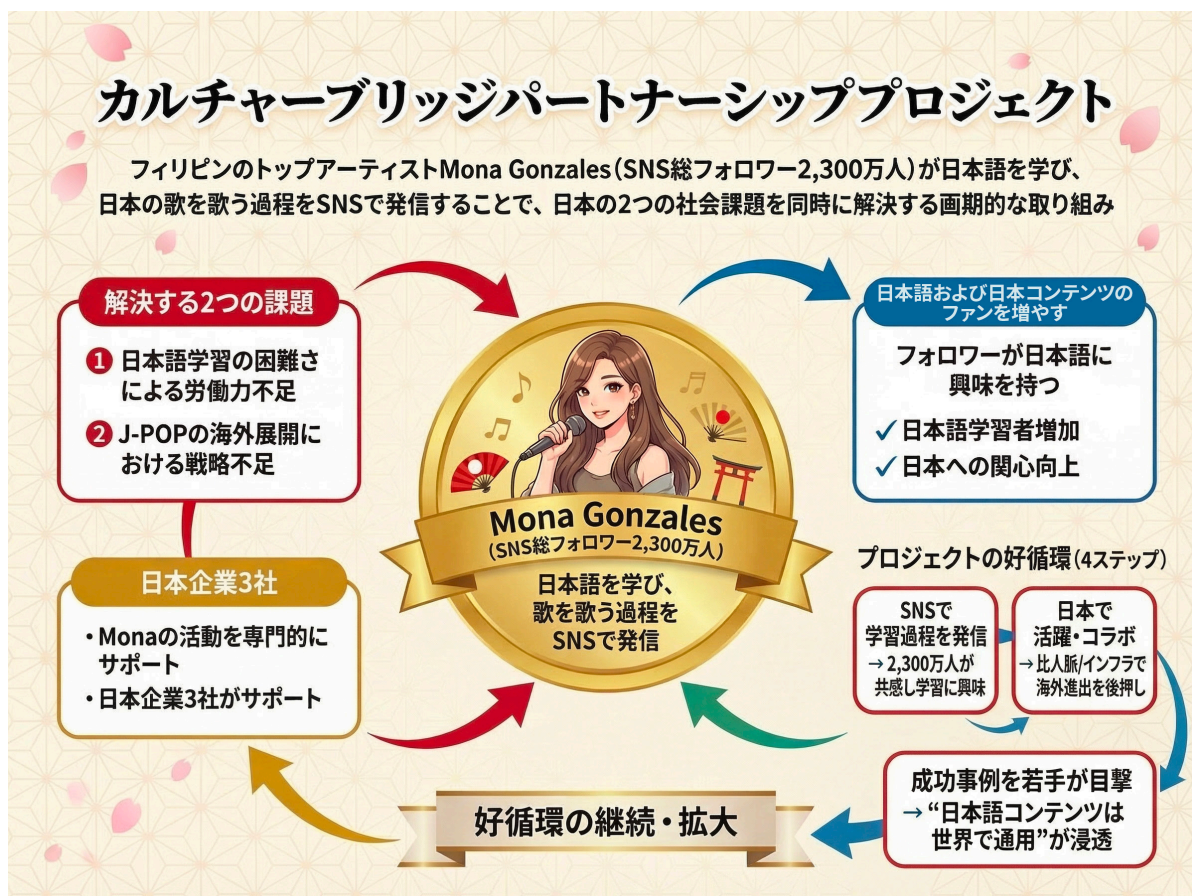 カルチャーブリッジパートナーシッププロジェクト
フィリピンのトップアーティストMona Gonzales（SNS総フォロワー2,300万人）が日本語を学び、
日本の歌を歌う過程をSNSで発信することで、日本の2つの社会課題を同時に解決する画期的な取り組み
解決する2つの課題
1 日本語学習の困難さ
による労働力不足
2 J-POPの海外展開に
おける戦略不足
日本企業3社
・Monaの活動を専門的に
サポート
・日本企業3社がサポート
Mona Gonzales
（SNS総フォロワー2,300万人）
日本語を学び、
歌を歌う過程を
SNSで発信
日本語および日本コンテンツの
ファンを増やす
フォロワーが日本語に
興味を持つ
✓日本語学習者増加
✓日本への関心向上
プロジェクトの好循環（4ステップ）
SNSで
学習過程を発信
→2,300万人が
共感し学習に興味
日本で
活躍・コラボ
→比人脈/インフラで
海外進出を後押し
成功事例を若手が目撃
→“日本語コンテンツは
世界で通用”が浸透
好循環の継続・拡大